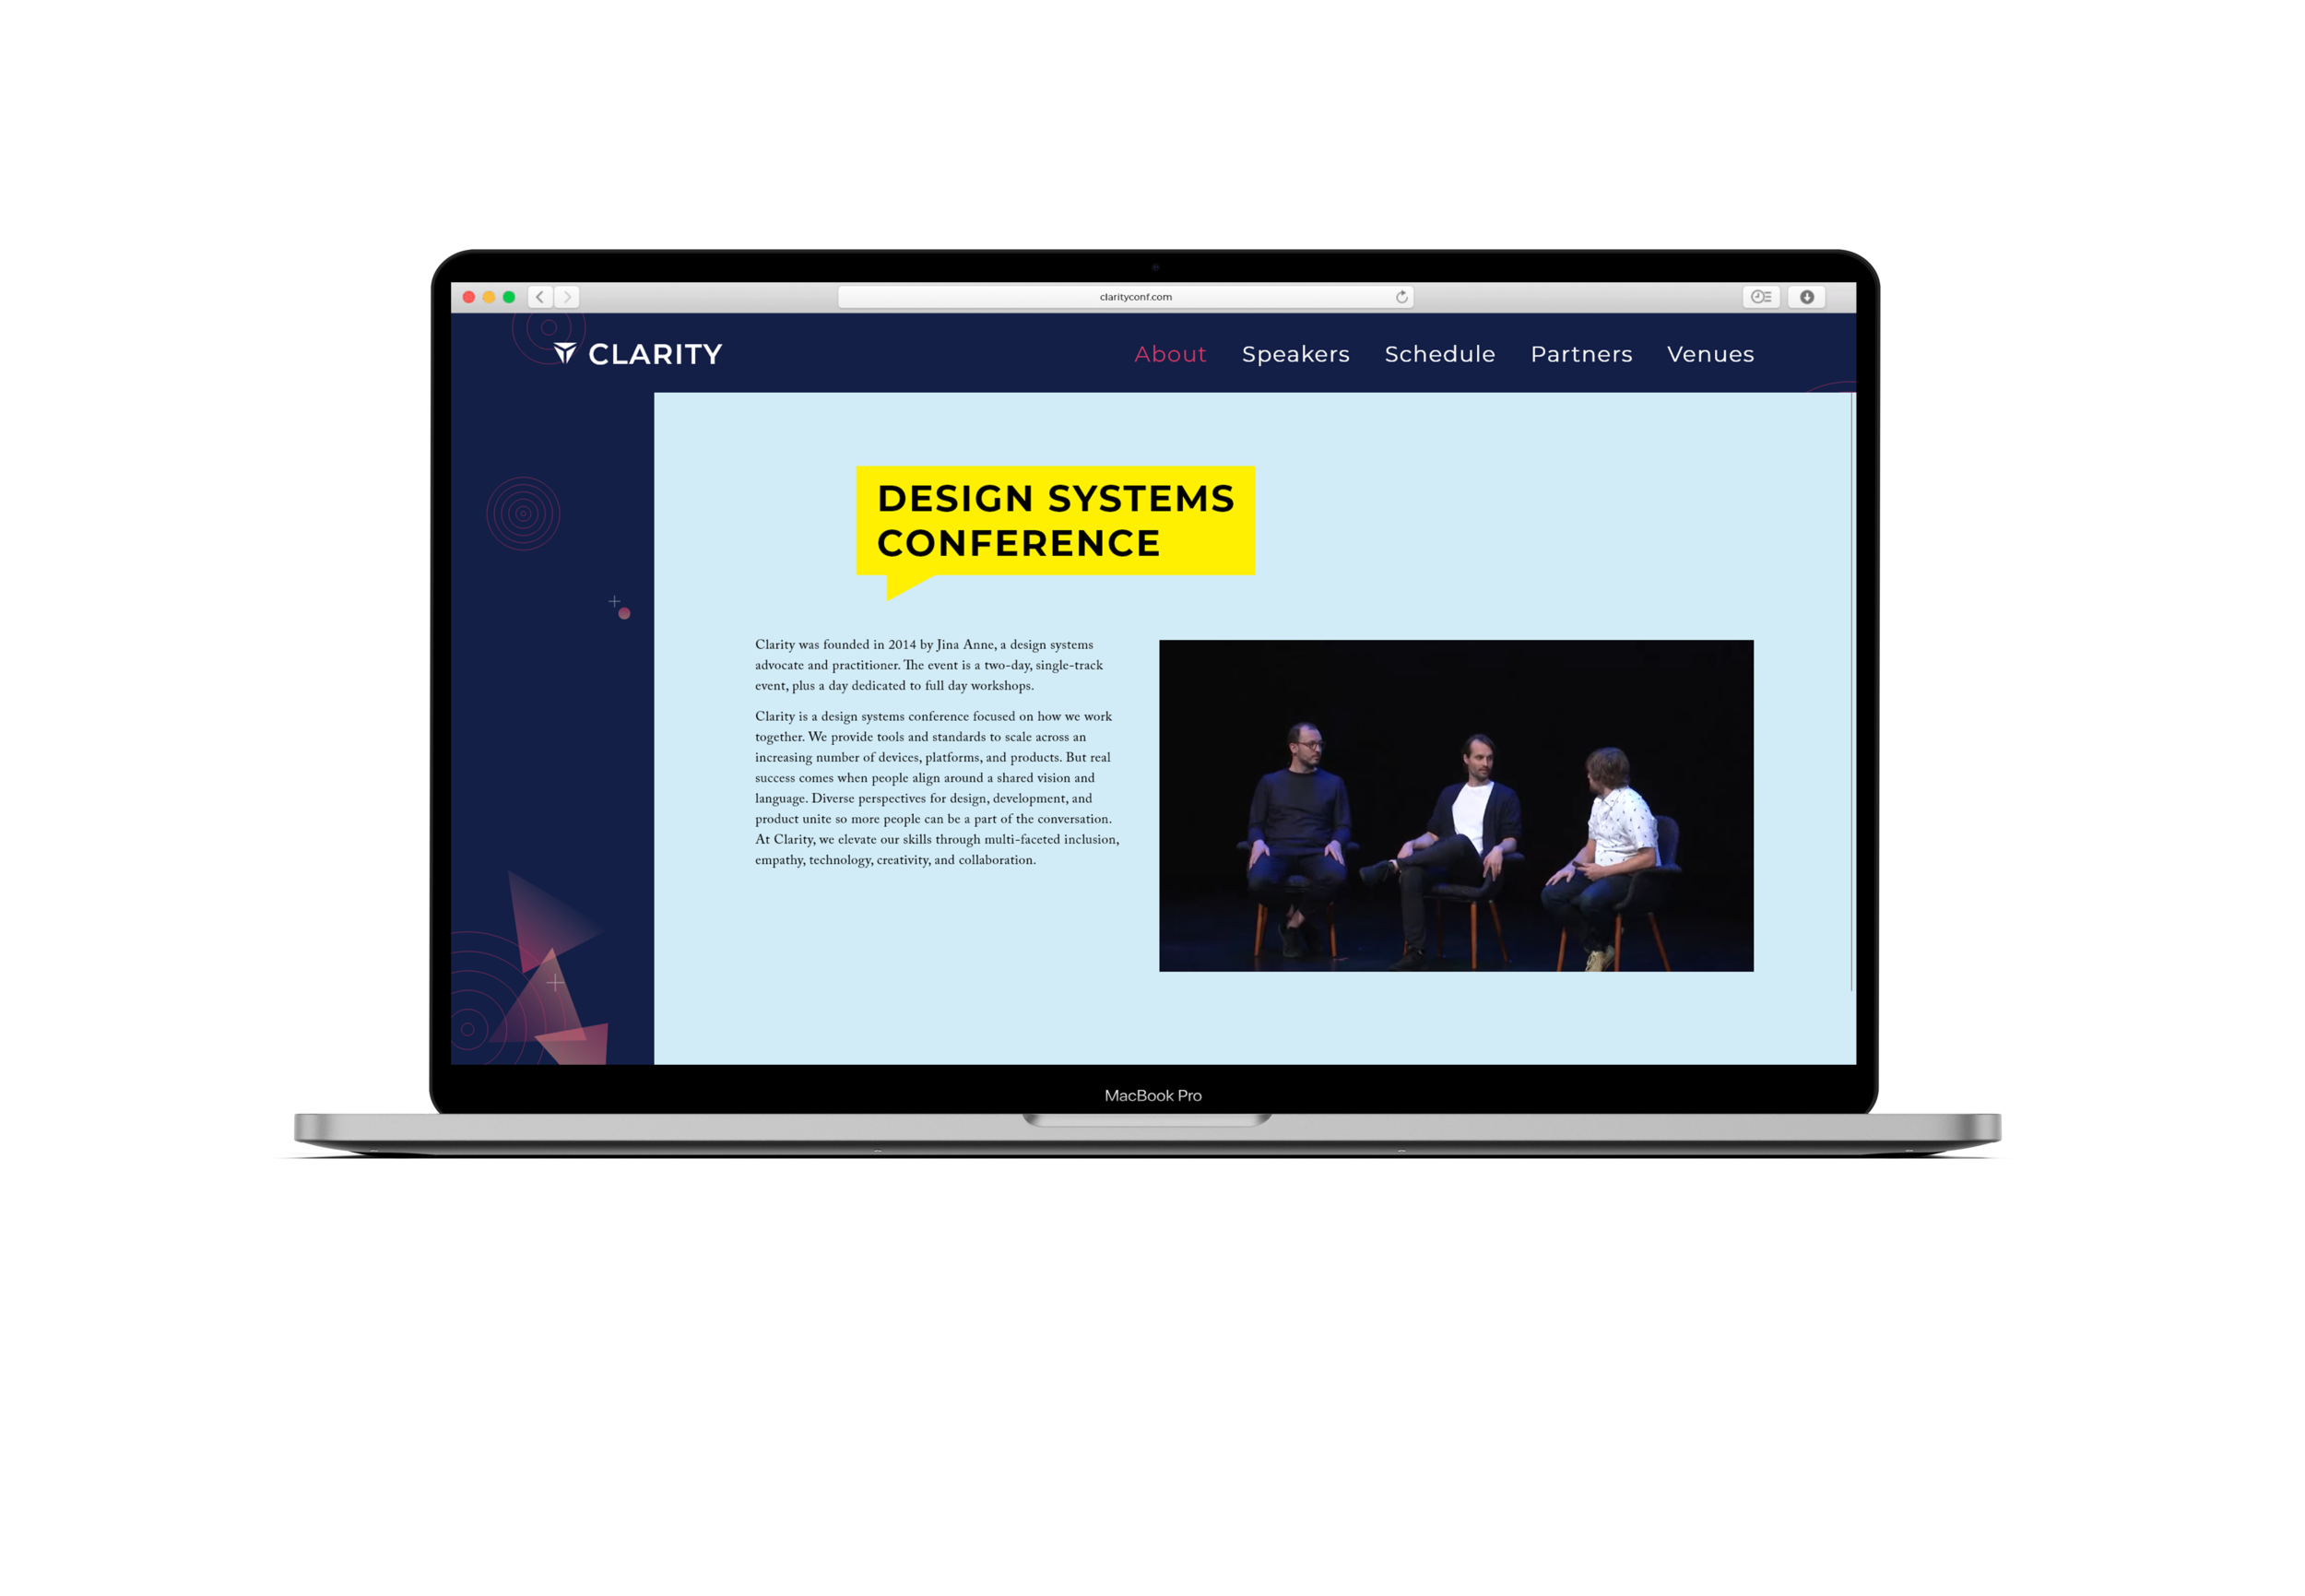 clarityconf.com
CLARITY
About Speakers Schedule Partners Venues
DESIGN SYSTEMS
CONFERENCE
Clarity was founded in 2014 by Jina Anne, a design systems
advocate and practitioner. The event is a two-day, single-track
event, plus a day dedicated to full day workshops.
Clarity is a design systems conference focused on how we work
together. We provide tools and standards to scale across an
increasing number of devices, platforms, and products. But real
success comes when people align around a shared vision and
language. Diverse perspectives for design, development, and
product unite so more people can be a part of the conversation.
At Clarity, we elevate our skills through multi-faceted inclusion,
empathy, technology, creativity, and collaboration.
MacBook Pro